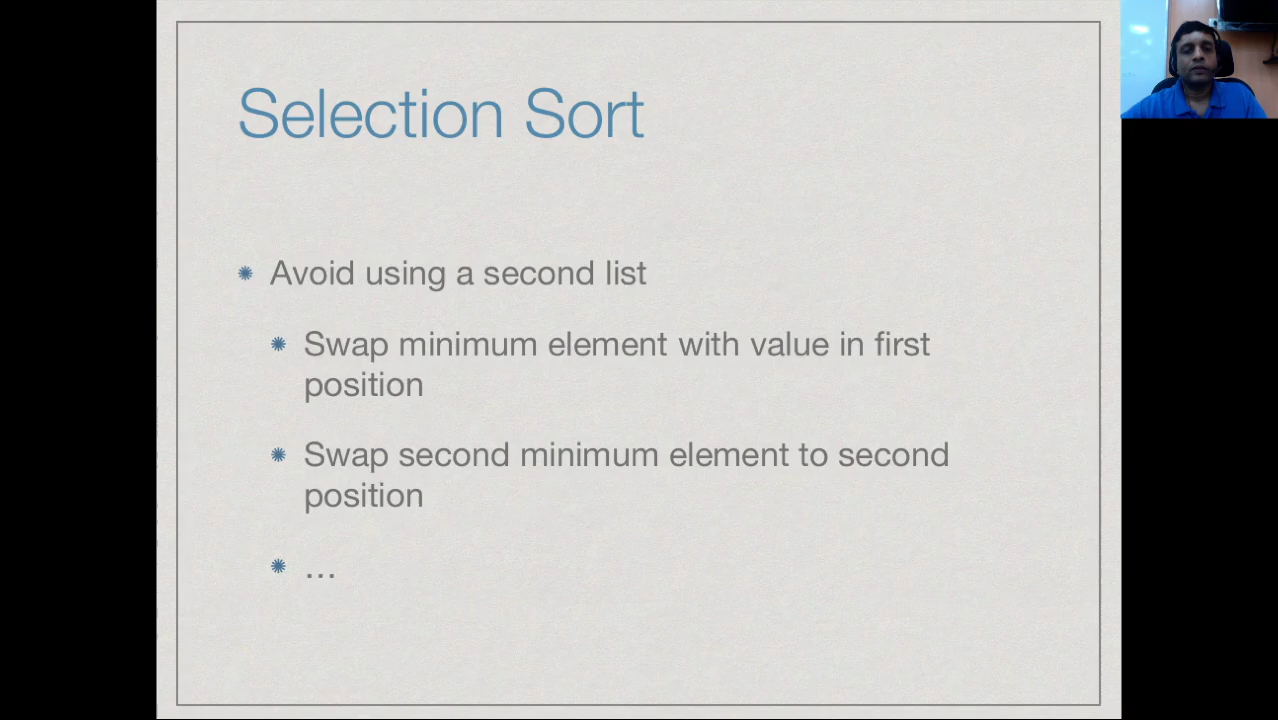 Selection Sort
Avoid using a second list
Swap minimum element with value in first
position
Swap second minimum element to second
position
…